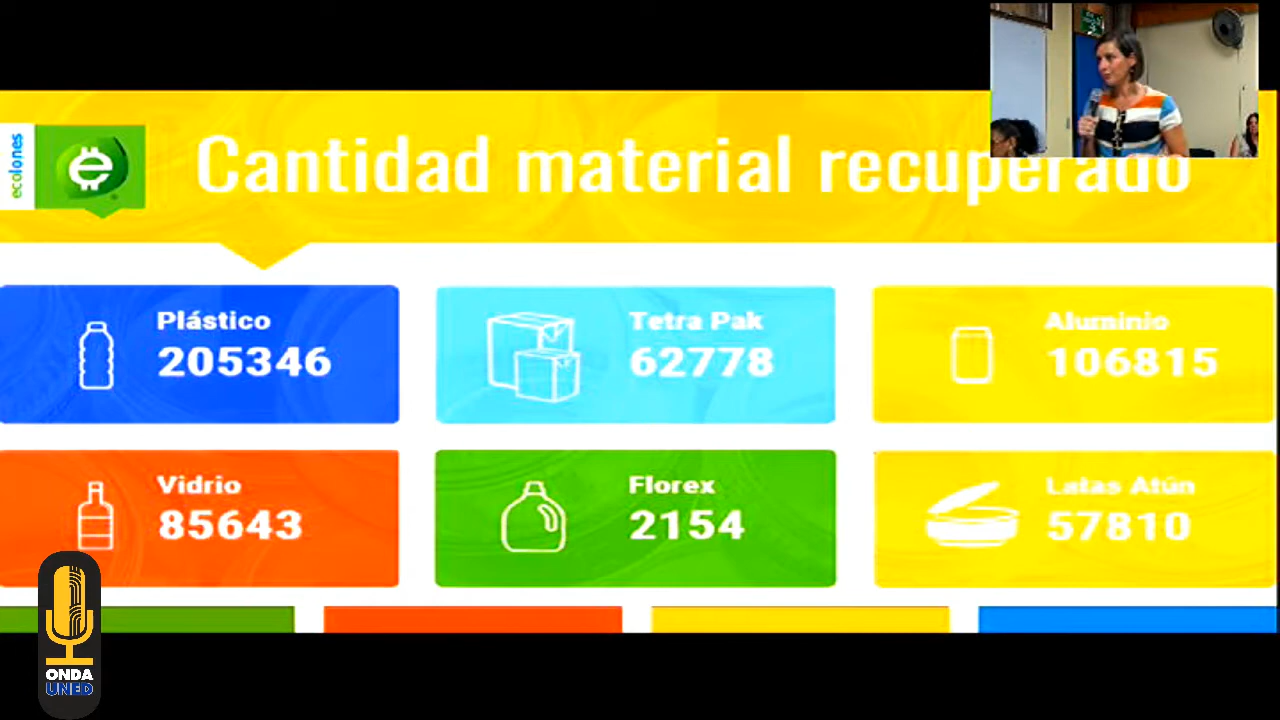 ecolones
Cantidad material recuperado
Plástico
205346
Tetra Pak
62778
Aluminio
106815
Vidrio
85643
Florex
2154
Latas Atún
57810
ONDA
UNED